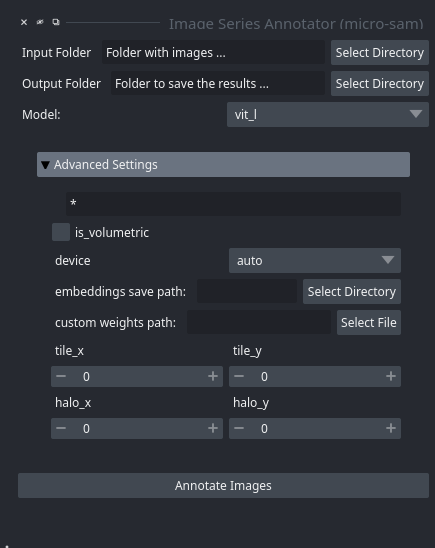 Image Series Annotator (micro-sam)
Input Folder Folder with images ... Select Directory
Output Folder Folder to save the results ... Select Directory
Model: vit_l
Advanced Settings
*
is_volumetric
device auto
embeddings save path: Select Directory
custom weights path: Select File
tile_x tile_y
0 0
halo_x halo_y
0 0
Annotate Images